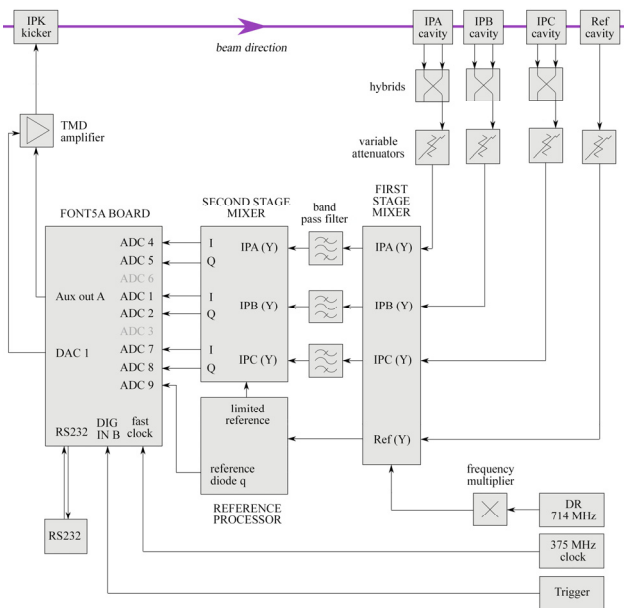 IPK
kicker
beam direction
IPA
cavity
IPB
cavity
IPC
cavity
Ref
cavity
hybrids
TMD
amplifier
variable
attenuators
FONT5A BOARD
SECOND STAGE
MIXER
band
pass filter
FIRST
STAGE
MIXER
ADC 4
ADC 5
ADC 6
ADC 1
ADC 2
ADC 3
ADC 7
ADC 8
ADC 9
Aux out A
DAC 1
RS232
DIG
IN B
fast
clock
I
Q
IPA (Y)
I
Q
IPB (Y)
I
Q
IPC (Y)
IPA (Y)
IPB (Y)
IPC (Y)
Ref (Y)
limited
reference
reference
diode q
REFERENCE
PROCESSOR
frequency
multiplier
DR
714 MHz
RS232
375 MHz
clock
Trigger